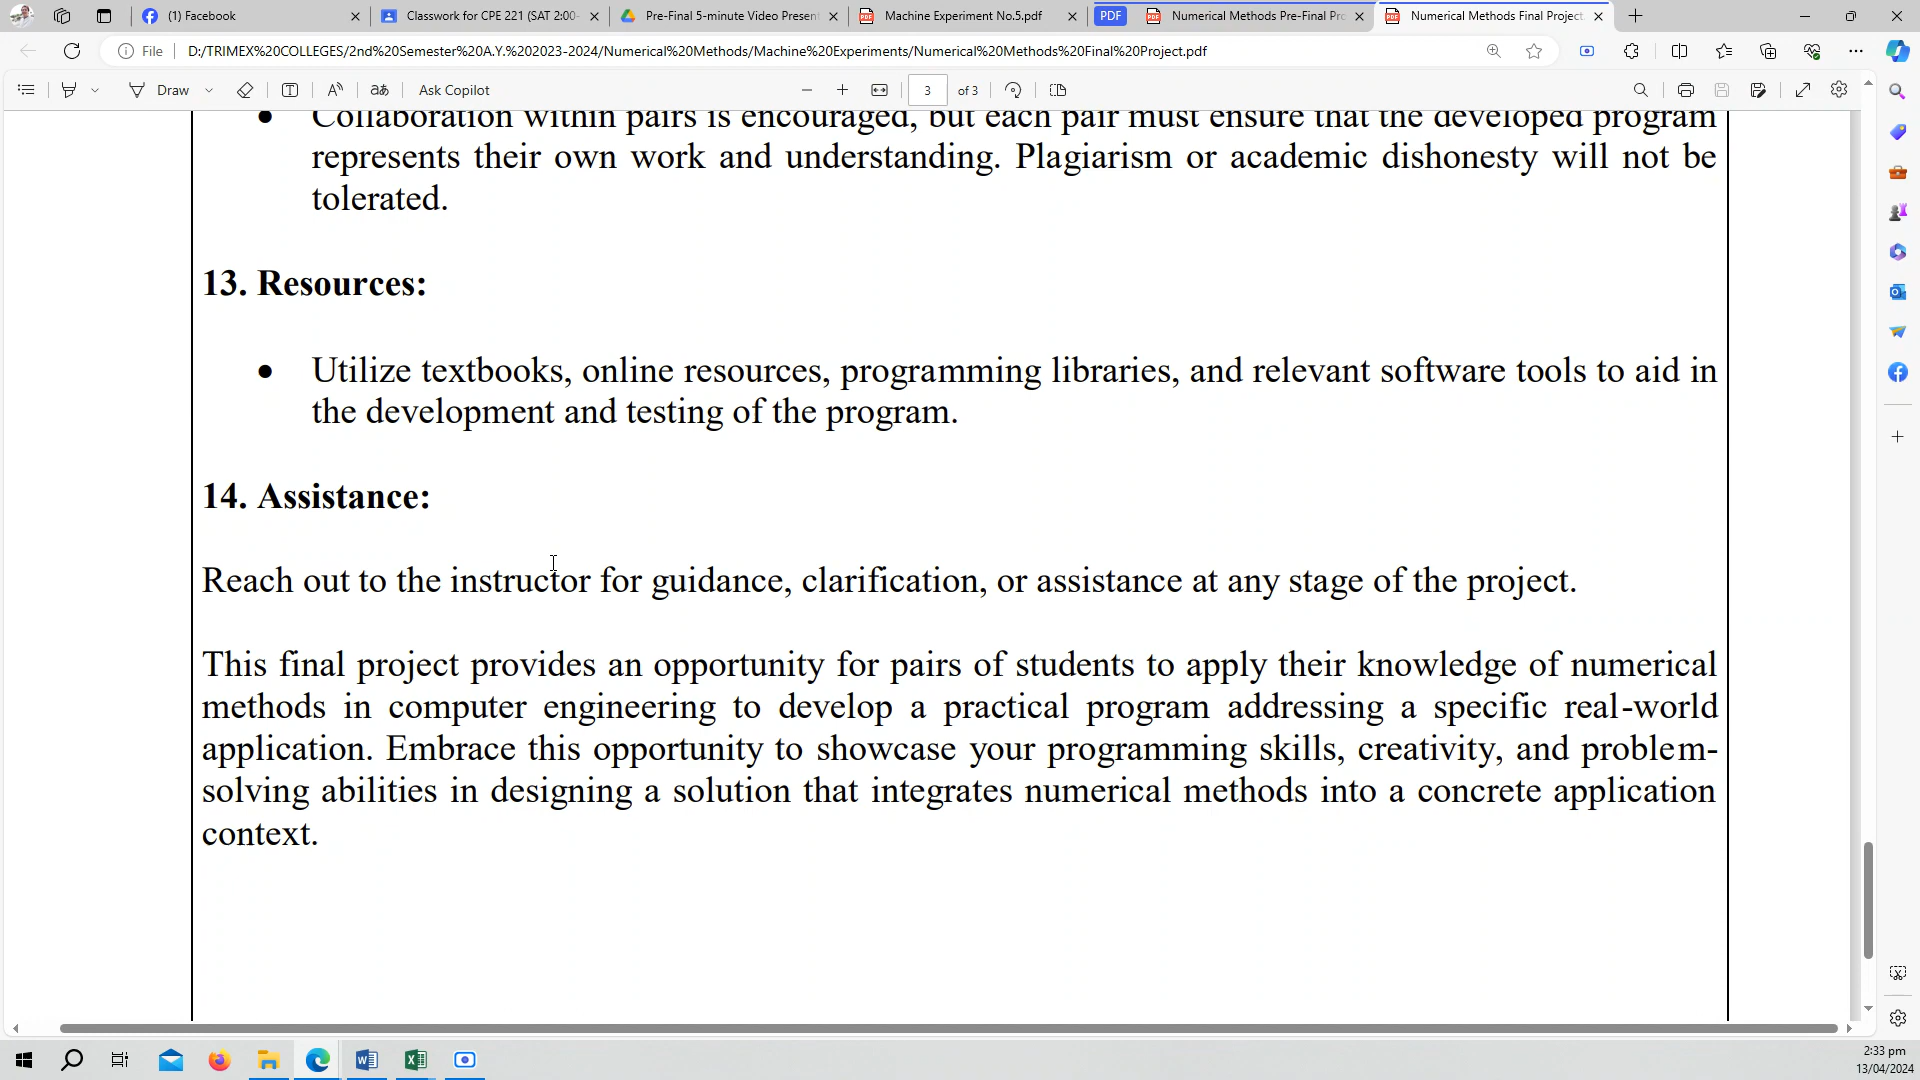 (1) Facebook
Classwork for CPE 221 (SAT 2:00-
Pre-Final 5-minute Video Present
Machine Experiment No.5.pdf
PDF
Numerical Methods Pre-Final Pro
Numerical Methods Final Project.
File
D:/TRIMEX%20COLLEGES/2nd%20Semester%20A.Y.%202023-2024/Numerical%20Methods/Machine%20Experiments/Numerical%20Methods%20Final%20Project.pdf
Draw
Ask Copilot
3
of 3
• Collaboration within pairs is encouraged, but each pair must ensure that the developed program
represents their own work and understanding. Plagiarism or academic dishonesty will not be
tolerated.
13. Resources:
• Utilize textbooks, online resources, programming libraries, and relevant software tools to aid in
the development and testing of the program.
14. Assistance:
Reach out to the instructor for guidance, clarification, or assistance at any stage of the project.
This final project provides an opportunity for pairs of students to apply their knowledge of numerical
methods in computer engineering to develop a practical program addressing a specific real-world
application. Embrace this opportunity to showcase your programming skills, creativity, and problem-
solving abilities in designing a solution that integrates numerical methods into a concrete application
context.
2:33 pm
13/04/2024